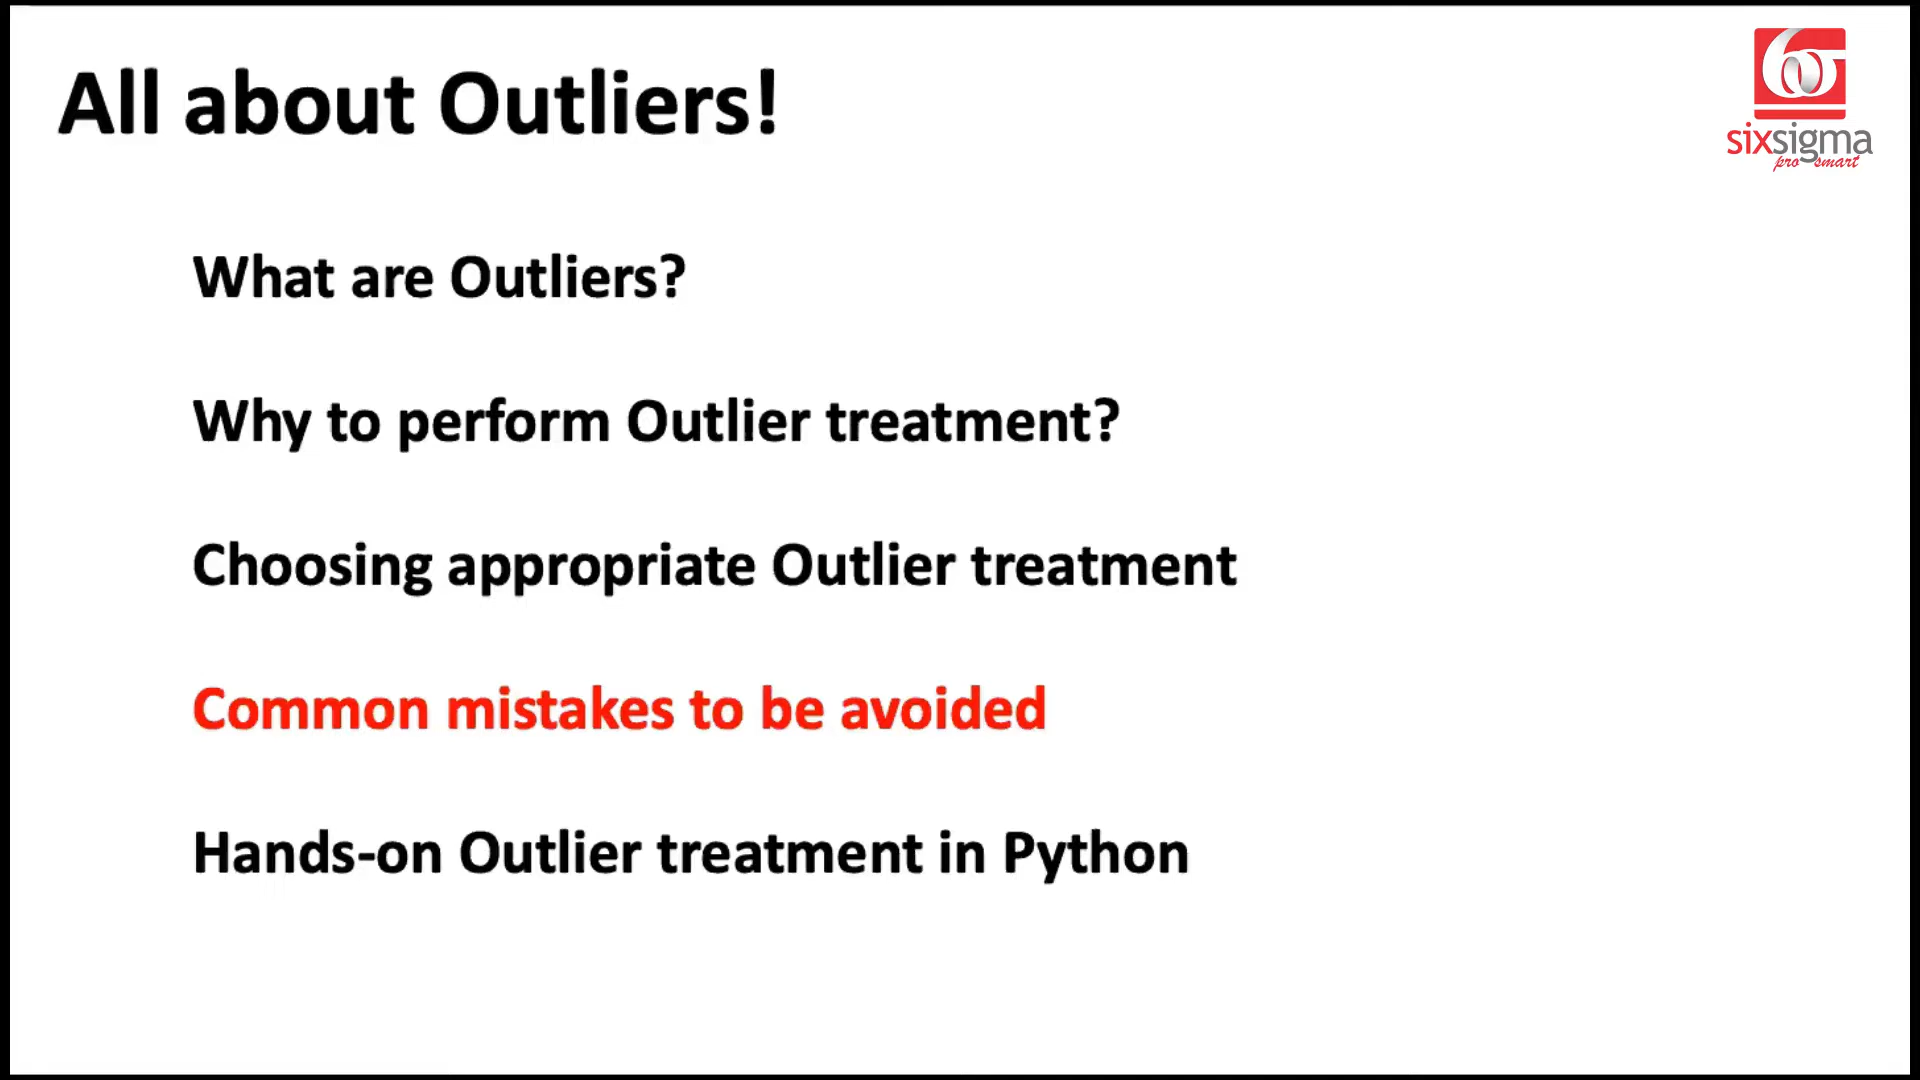 All about Outliers!
6σ
sixsigma
pro smart
What are Outliers?
Why to perform Outlier treatment?
Choosing appropriate Outlier treatment
Common mistakes to be avoided
Hands-on Outlier treatment in Python